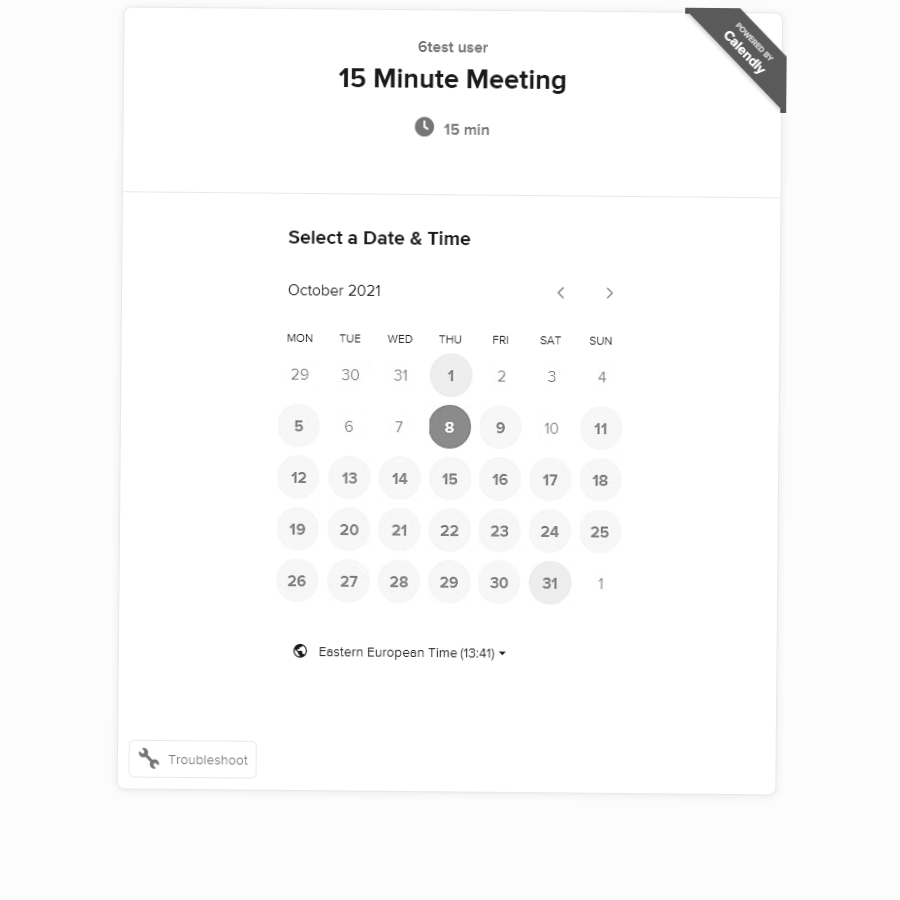 6test user
15 Minute Meeting
15 min
POWERED BY
Calendly
Select a Date & Time
October 2021
MON TUE WED THU FRI SAT SUN
29 30 31 1 2 3 4
5 6 7 8 9 10 11
12 13 14 15 16 17 18
19 20 21 22 23 24 25
26 27 28 29 30 31 1
Eastern European Time (13:41)
Troubleshoot